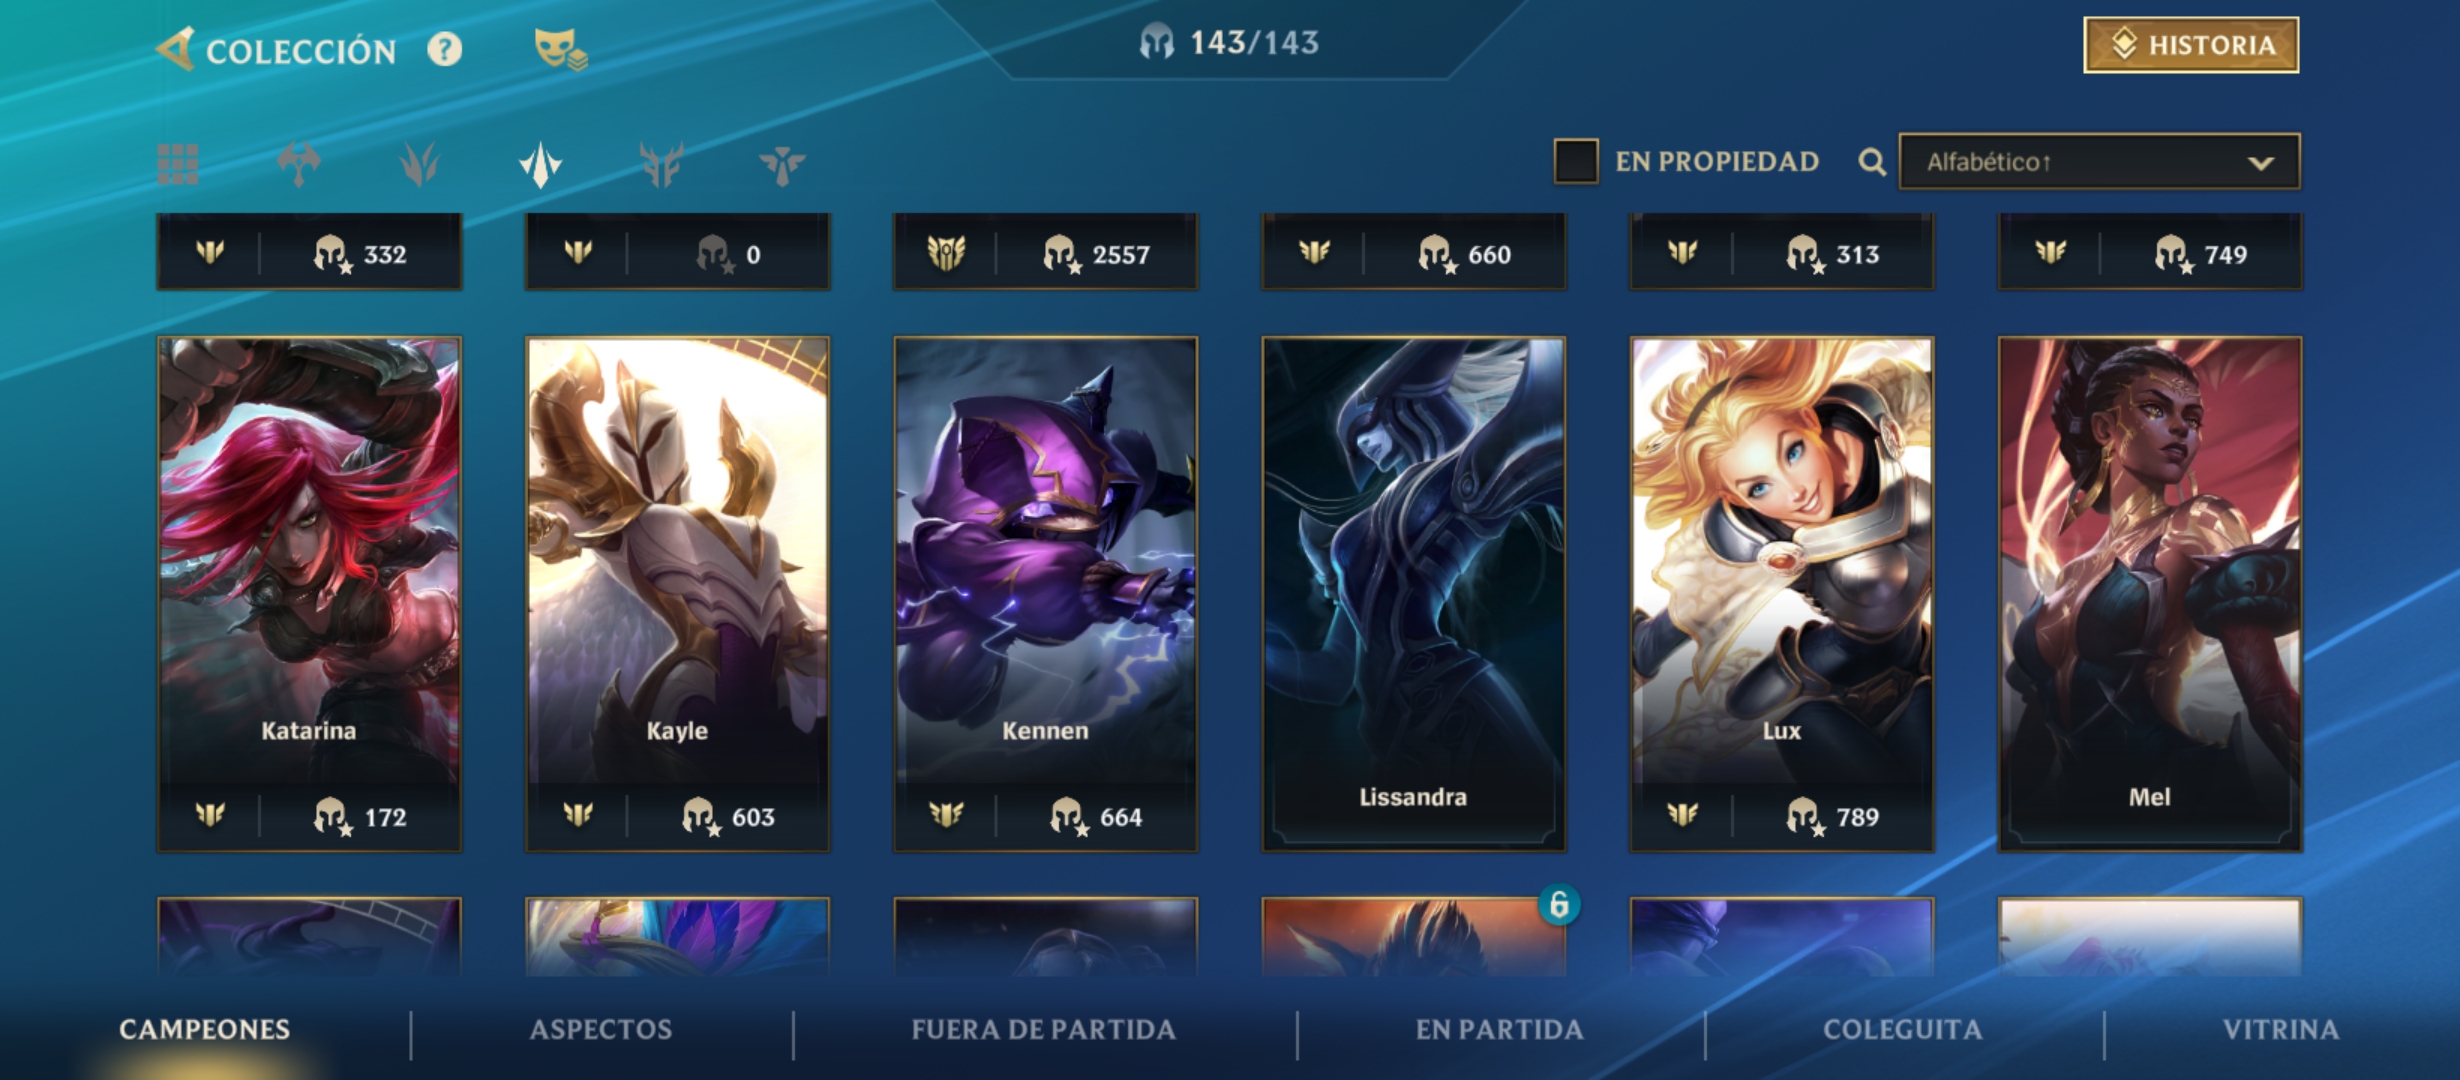 COLECCIÓN ?
143/143
HISTORIA
EN PROPIEDAD
Alfabético↑
332
0
2557
660
313
749
Katarina
Kayle
Kennen
Lissandra
Lux
Mel
172
603
664
789
CAMPEONES
ASPECTOS
FUERA DE PARTIDA
EN PARTIDA
COLEGUITA
VITRINA